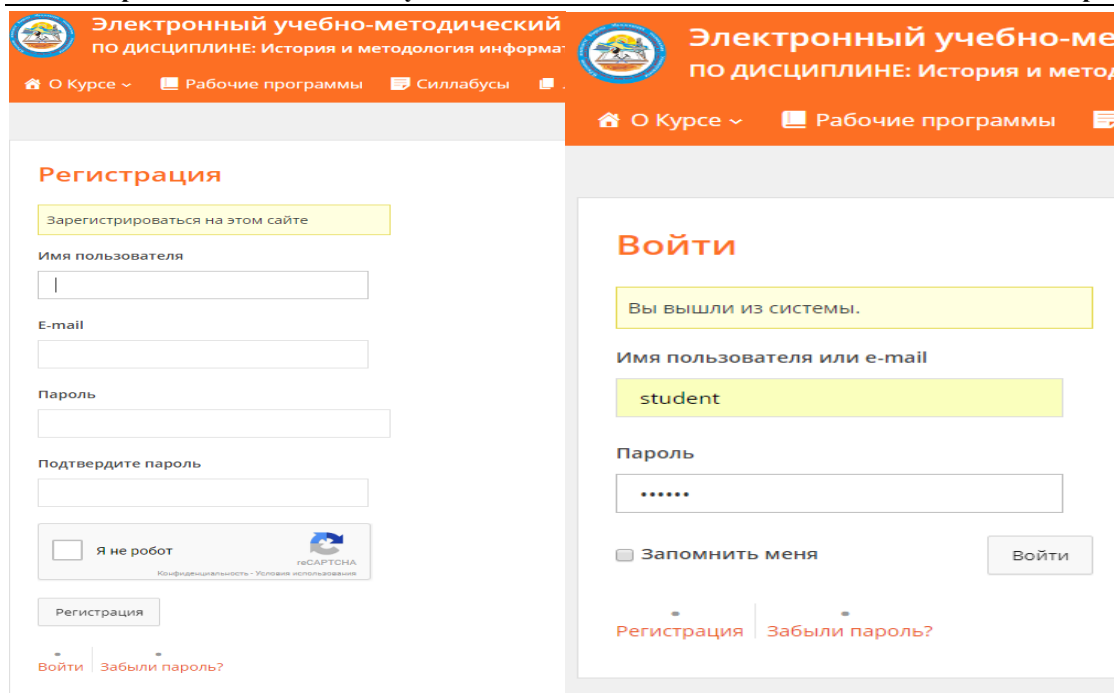 Электронный учебно-методический
ПО ДИСЦИПЛИНЕ: История и методология информат
О Курсе
Рабочие программы
Силлабусы
Регистрация
Зарегистрироваться на этом сайте
Имя пользователя
E-mail
Пароль
Подтвердите пароль
Я не робот
reCAPTCHA
Конфиденциальность - Условия использования
Регистрация
Войти
Забыли пароль?
Электронный учебно-ме
ПО ДИСЦИПЛИНЕ: История и метод
О Курсе
Рабочие программы
Войти
Вы вышли из системы.
Имя пользователя или e-mail
student
Пароль
••••••
Запомнить меня
Войти
Регистрация
Забыли пароль?